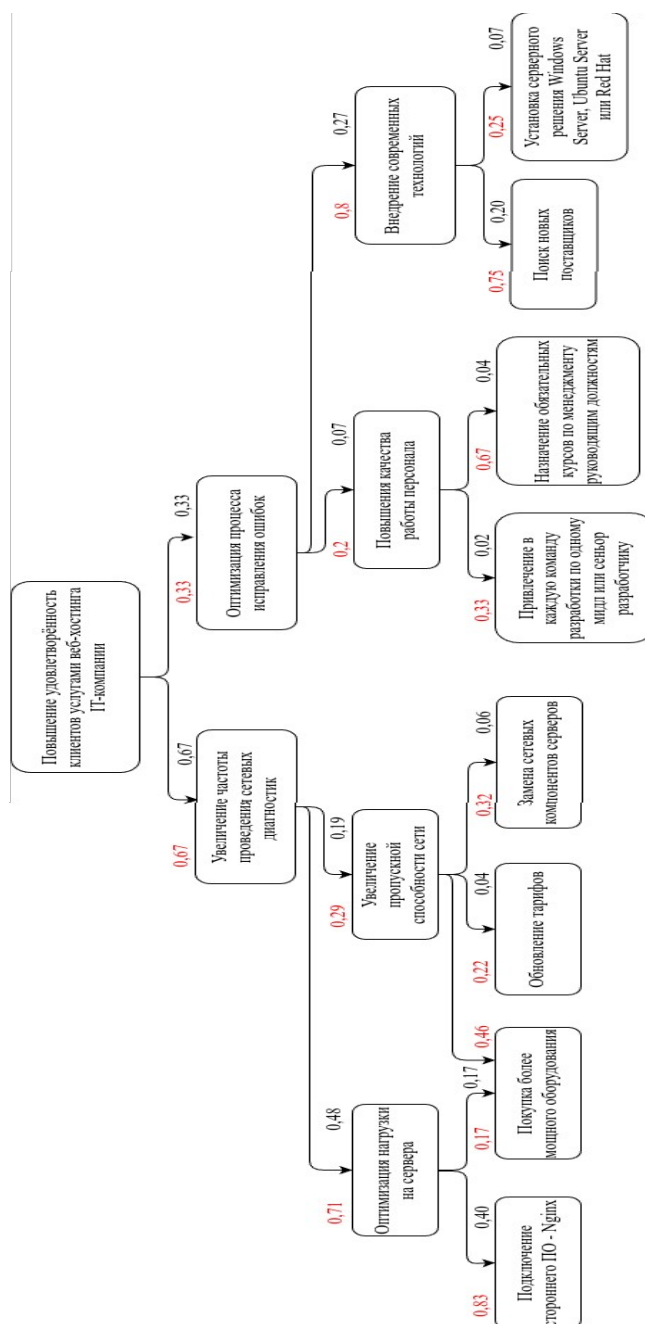 Повышение удовлетворённость
клиентов услугами веб-хостинга
IT-компании
0,67
0,67
0,33
0,33
Увеличение частоты
проведения сетевых
диагностик
Оптимизация процесса
исправления ошибок
0,71
0,48
0,29
0,19
0,2
0,07
0,8
0,27
Оптимизация нагрузки
на сервера
Увеличение
пропускной
способности сети
Повышения качества
работы персонала
Внедрение современных
технологий
0,83
0,40
0,17
0,17
0,46
0,22
0,04
0,32
0,06
0,33
0,02
0,67
0,04
0,75
0,20
0,25
0,07
Подключение
стороннего ПО - Nginx
Покупка более
мощного оборудования
Обновление тарифов
Замена сетевых
компонентов серверов
Привлечение в
каждую команду
разработки по одному
мидл или сеньор
разработчику
Назначение обязательных
курсов по менеджменту
руководящим должностям
Поиск новых
поставщиков
Установка серверного
решения Windows
Server, Ubuntu Server
или Red Hat